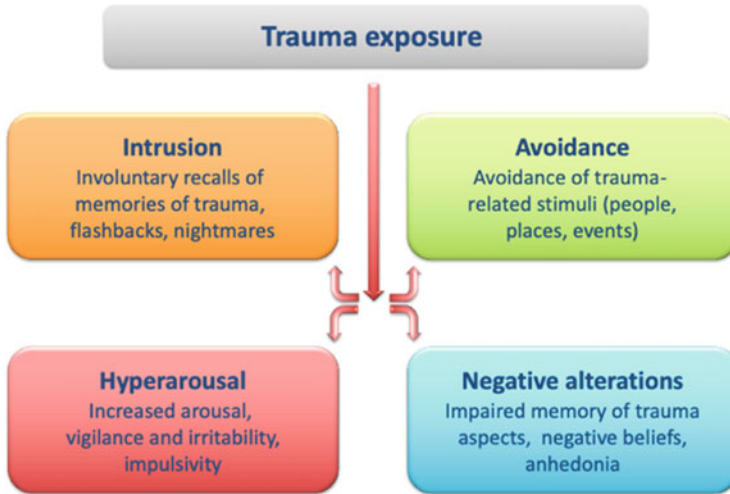 Trauma exposure
Intrusion
Involuntary recalls of
memories of trauma,
flashbacks, nightmares
Avoidance
Avoidance of trauma-
related stimuli (people,
places, events)
Hyperarousal
Increased arousal,
vigilance and irritability,
impulsivity
Negative alterations
Impaired memory of trauma
aspects, negative beliefs,
anhedonia